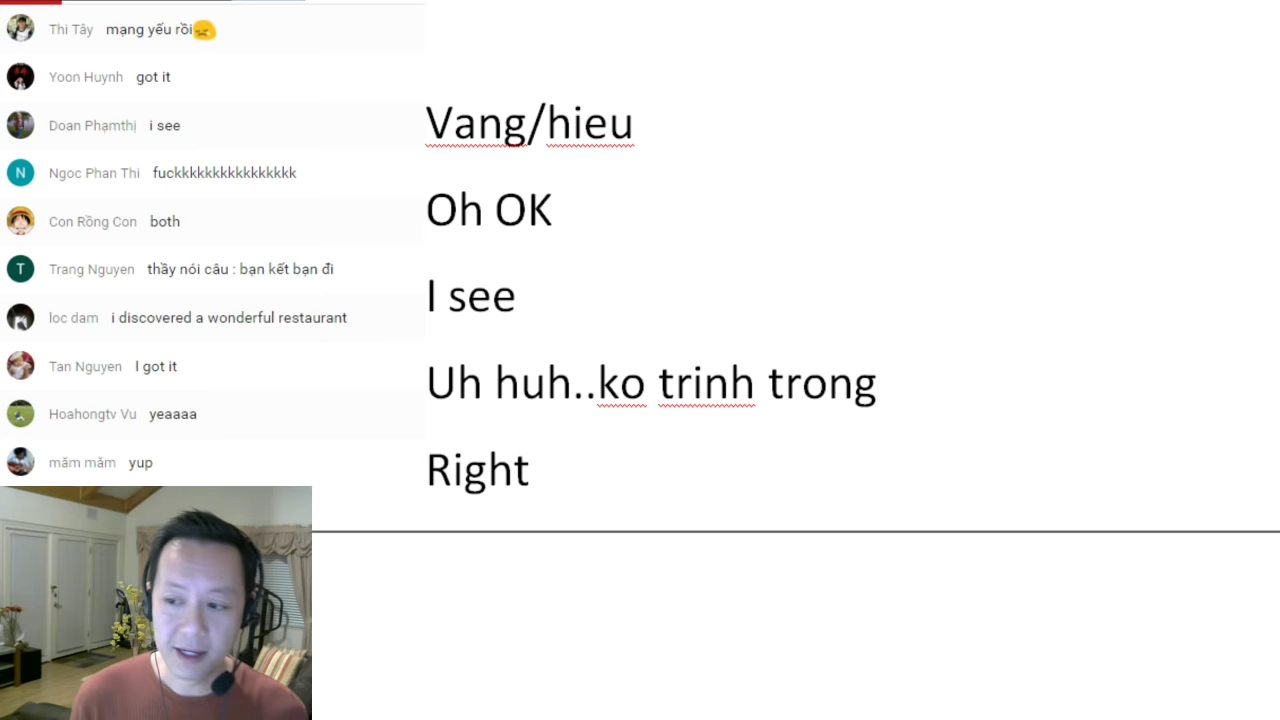 Thi Tây mạng yếu rồi
Yoon Huynh got it
Doan Phạmthị i see
Ngoc Phan Thi fuckkkkkkkkkkkkkkkk
Con Rồng Con both
Trang Nguyen thầy nói câu : bạn kết bạn đi
loc dam i discovered a wonderful restaurant
Tan Nguyen I got it
Hoahongtv Vu yeaaaa
măm măm yup
Vang/hieu
Oh OK
I see
Uh huh..ko trinh trong
Right